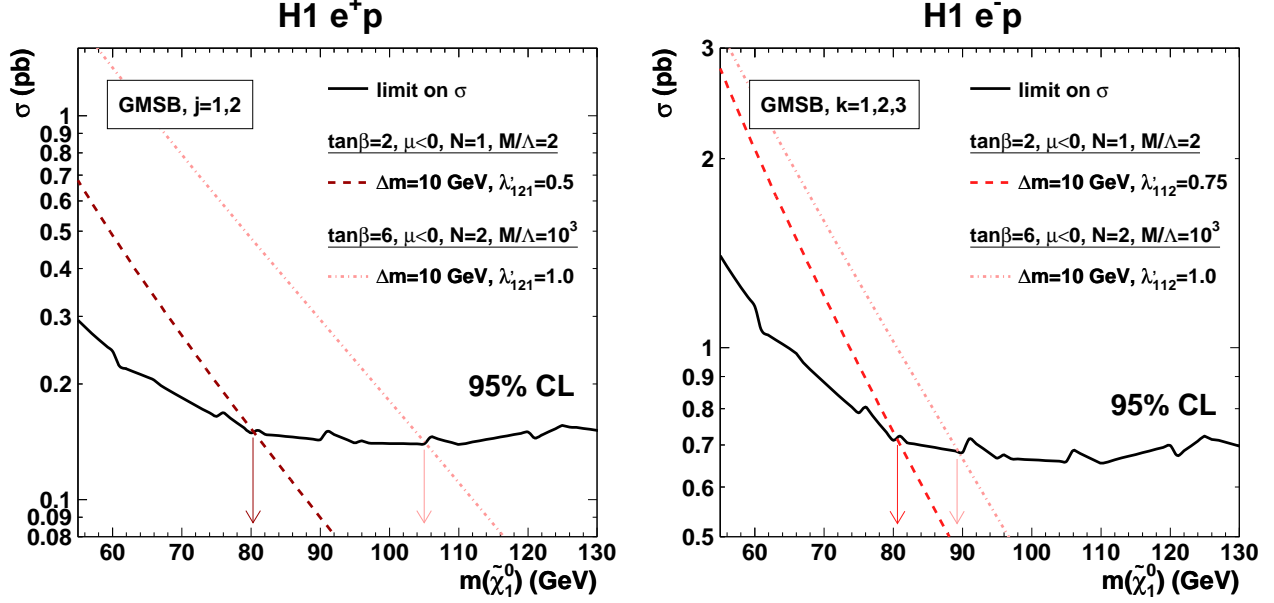 H1 e⁺p
σ (pb)
GMSB, j=1,2
limit on σ
tanβ=2, μ<0, N=1, M/Λ=2
Δm=10 GeV, λ'₁₂₁=0.5
tanβ=6, μ<0, N=2, M/Λ=10³
Δm=10 GeV, λ'₁₂₁=1.0
95% CL
1
0.9
0.8
0.7
0.6
0.5
0.4
0.3
0.2
0.1
0.09
0.08
60 70 80 90 100 110 120 130
m(χ̃⁰₁) (GeV)
H1 e⁻p
σ (pb)
GMSB, k=1,2,3
limit on σ
tanβ=2, μ<0, N=1, M/Λ=2
Δm=10 GeV, λ'₁₁₂=0.75
tanβ=6, μ<0, N=2, M/Λ=10³
Δm=10 GeV, λ'₁₁₂=1.0
95% CL
3
2
1
0.9
0.8
0.7
0.6
0.5
60 70 80 90 100 110 120 130
m(χ̃⁰₁) (GeV)